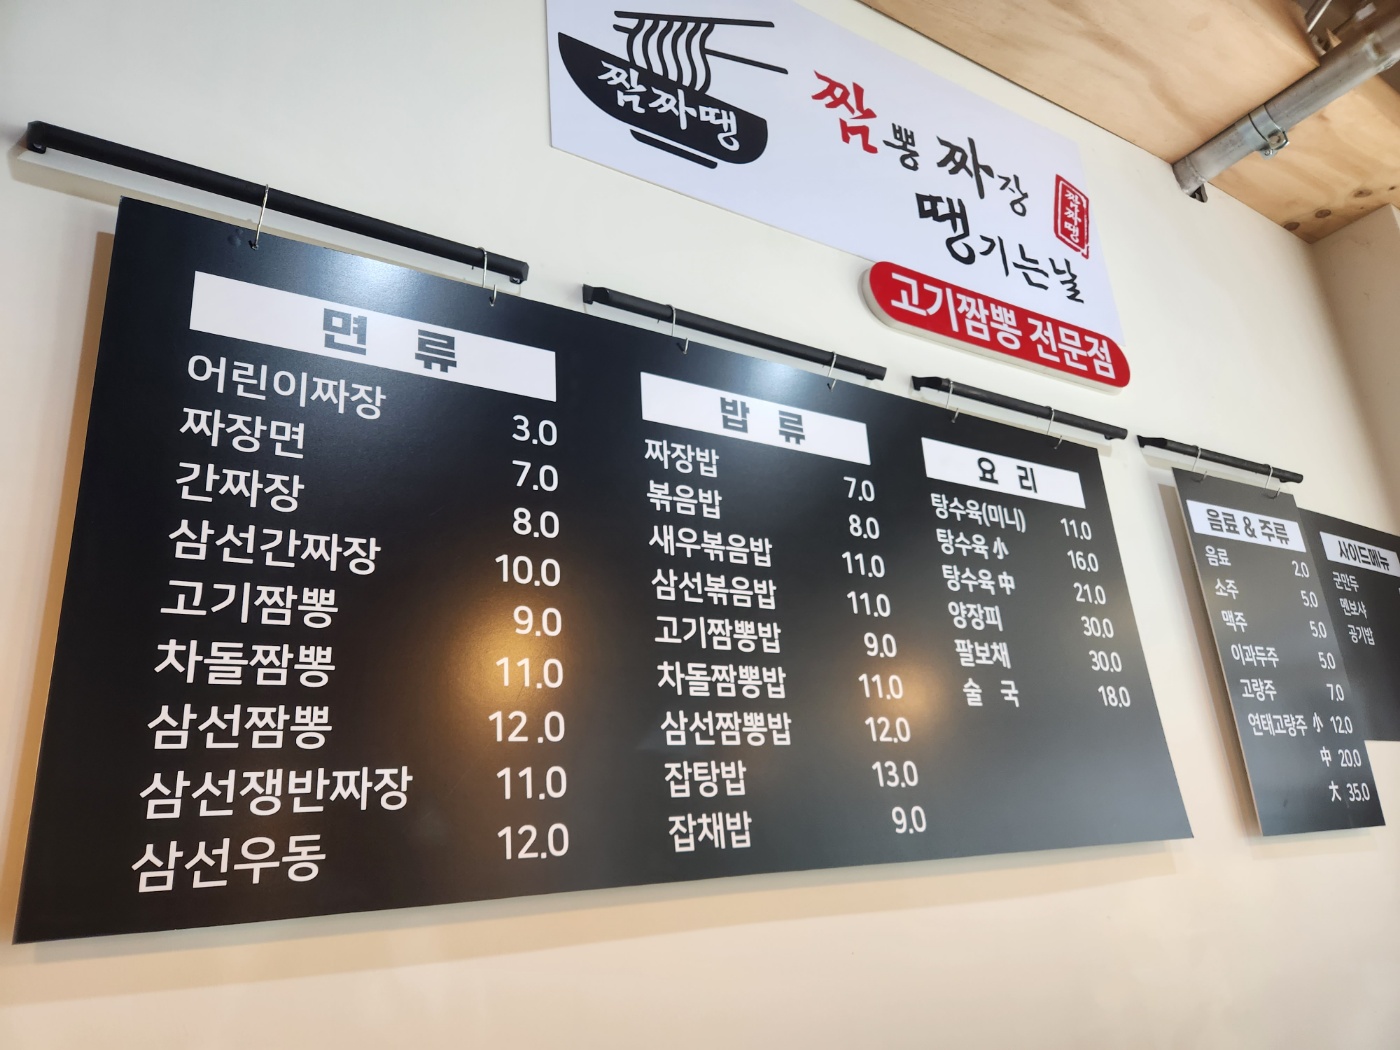 짬짜땡
짬뽕 짜장
땡기는날
짬짜땡
고기짬뽕 전문점
면 류
어린이짜장 3.0
짜장면 7.0
간짜장 8.0
삼선간짜장 10.0
고기짬뽕 9.0
차돌짬뽕 11.0
삼선짬뽕 12.0
삼선쟁반짜장 11.0
삼선우동 12.0
밥 류
짜장밥 7.0
볶음밥 8.0
새우볶음밥 11.0
삼선볶음밥 11.0
고기짬뽕밥 9.0
차돌짬뽕밥 11.0
삼선짬뽕밥 12.0
잡탕밥 13.0
잡채밥 9.0
요 리
탕수육(미니) 11.0
탕수육 小 16.0
탕수육 中 21.0
양장피 30.0
팔보채 30.0
술 국 18.0
음료 & 주류
음료 2.0
소주 5.0
맥주 5.0
이과두주 5.0
고량주 7.0
연태고량주 小 12.0
中 20.0
大 35.0
사이드메뉴
군만두
멘보샤
공기밥